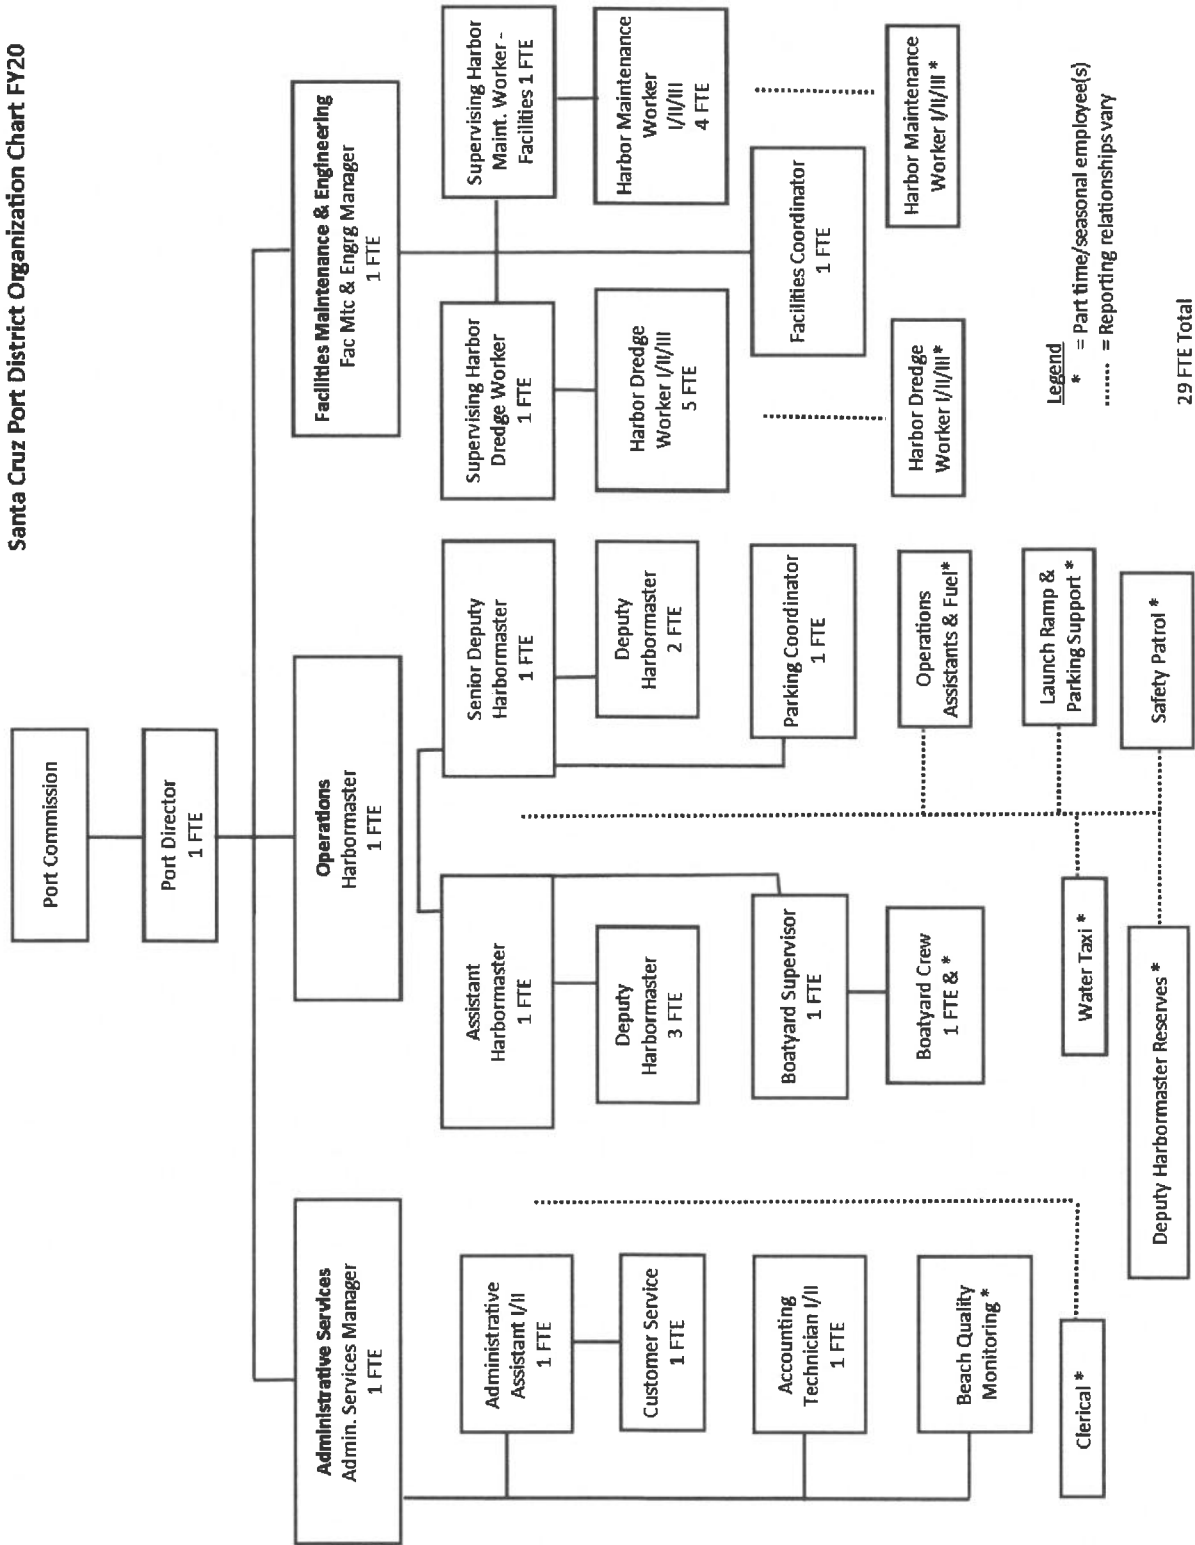 Santa Cruz Port District Organization Chart FY20
Port Commission
Port Director
1 FTE
Administrative Services
Admin. Services Manager
1 FTE
Operations
Harbormaster
1 FTE
Facilities Maintenance & Engineering
Fac Mtc & Engrg Manager
1 FTE
Administrative
Assistant I/II
1 FTE
Customer Service
1 FTE
Accounting
Technician I/II
1 FTE
Beach Quality
Monitoring *
Clerical *
Assistant
Harbormaster
1 FTE
Deputy
Harbormaster
3 FTE
Boatyard Supervisor
1 FTE
Boatyard Crew
1 FTE & *
Water Taxi *
Deputy Harbormaster Reserves *
Senior Deputy
Harbormaster
1 FTE
Deputy
Harbormaster
2 FTE
Parking Coordinator
1 FTE
Operations
Assistants & Fuel*
Launch Ramp &
Parking Support *
Safety Patrol *
Supervising Harbor
Dredge Worker
1 FTE
Harbor Dredge
Worker I/II/III
5 FTE
Harbor Dredge
Worker I/II/III*
Facilities Coordinator
1 FTE
Supervising Harbor
Maint. Worker -
Facilities 1 FTE
Harbor Maintenance
Worker
I/II/III
4 FTE
Harbor Maintenance
Worker I/II/III *
Legend
* = Part time/seasonal employee(s)
....... = Reporting relationships vary
29 FTE Total